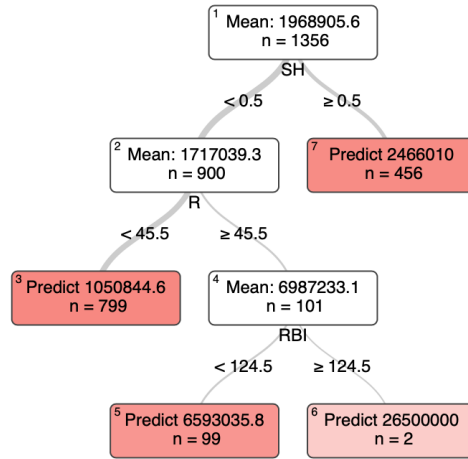 1 Mean: 1968905.6
n = 1356
SH
< 0.5 ≥ 0.5
2 Mean: 1717039.3
n = 900
7 Predict 2466010
n = 456
R
< 45.5 ≥ 45.5
3 Predict 1050844.6
n = 799
4 Mean: 6987233.1
n = 101
RBI
< 124.5 ≥ 124.5
5 Predict 6593035.8
n = 99
6 Predict 26500000
n = 2